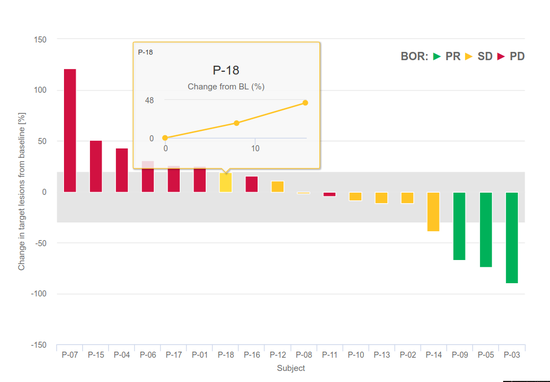 150
BOR: PR SD PD
P-18
P-18
Change from BL (%)
48
0
0 10
100
50
0
-50
-100
-150
Change in target lesions from baseline [%]
P-07 P-15 P-04 P-06 P-17 P-01 P-18 P-16 P-12 P-08 P-11 P-10 P-13 P-02 P-14 P-09 P-05 P-03
Subject